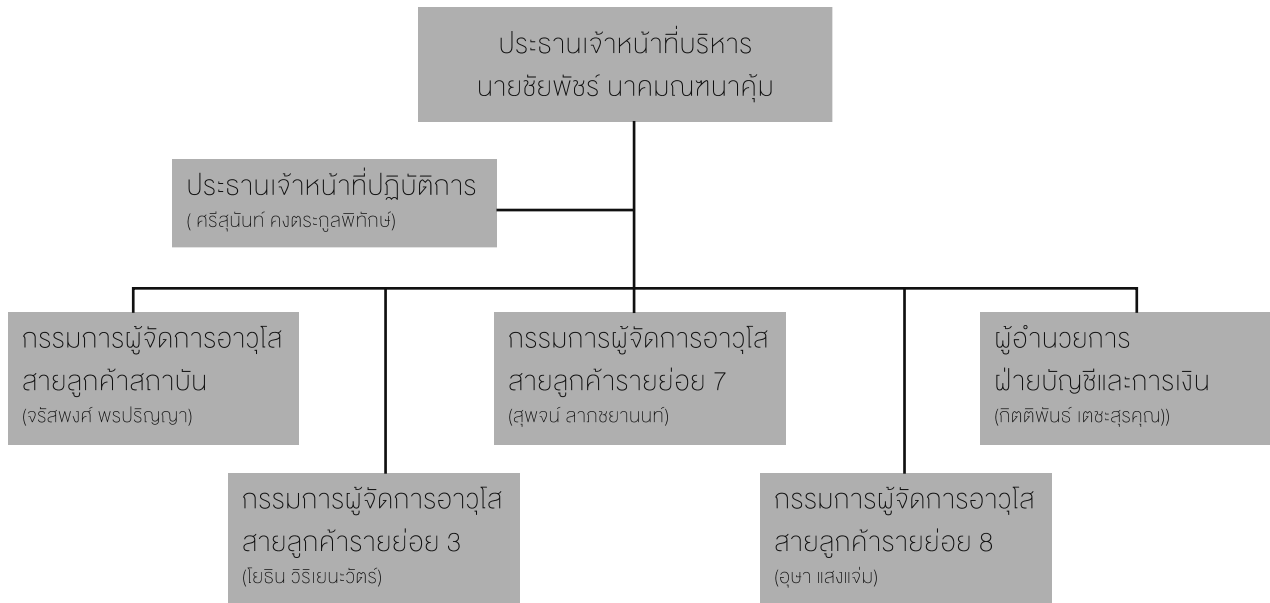 ประธานเจ้าหน้าที่บริหาร
นายชัยพัชร์ นาคมณฑนาคุ้ม
ประธานเจ้าหน้าที่ปฏิบัติการ
( ศรีสุนันท์ คงตระกูลพิทักษ์)
กรรมการผู้จัดการอาวุโส
สายลูกค้าสถาบัน
(จรัสพงศ์ พรปริญญา)
กรรมการผู้จัดการอาวุโส
สายลูกค้ารายย่อย 7
(สุพจน์ ลาภชยานนท์)
ผู้อำนวยการ
ฝ่ายบัญชีและการเงิน
(กิตติพันธ์ เตชะสุรคุณ))
กรรมการผู้จัดการอาวุโส
สายลูกค้ารายย่อย 3
(โยธิน วิริเยนะวัตร์)
กรรมการผู้จัดการอาวุโส
สายลูกค้ารายย่อย 8
(อุษา แสงแจ่ม)